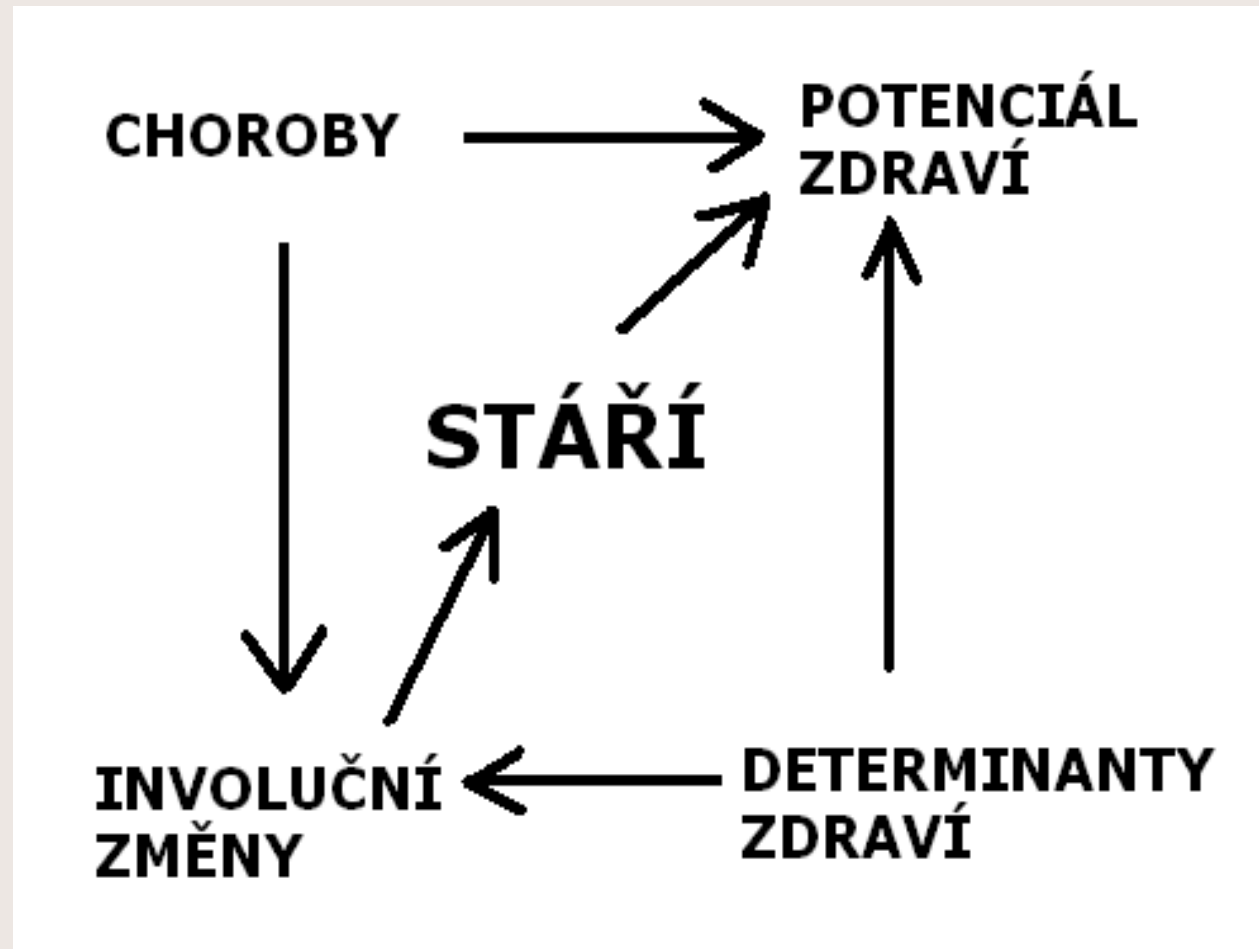 CHOROBY
POTENCIÁL
ZDRAVÍ
STÁŘÍ
INVOLUČNÍ
ZMĚNY
DETERMINANTY
ZDRAVÍ